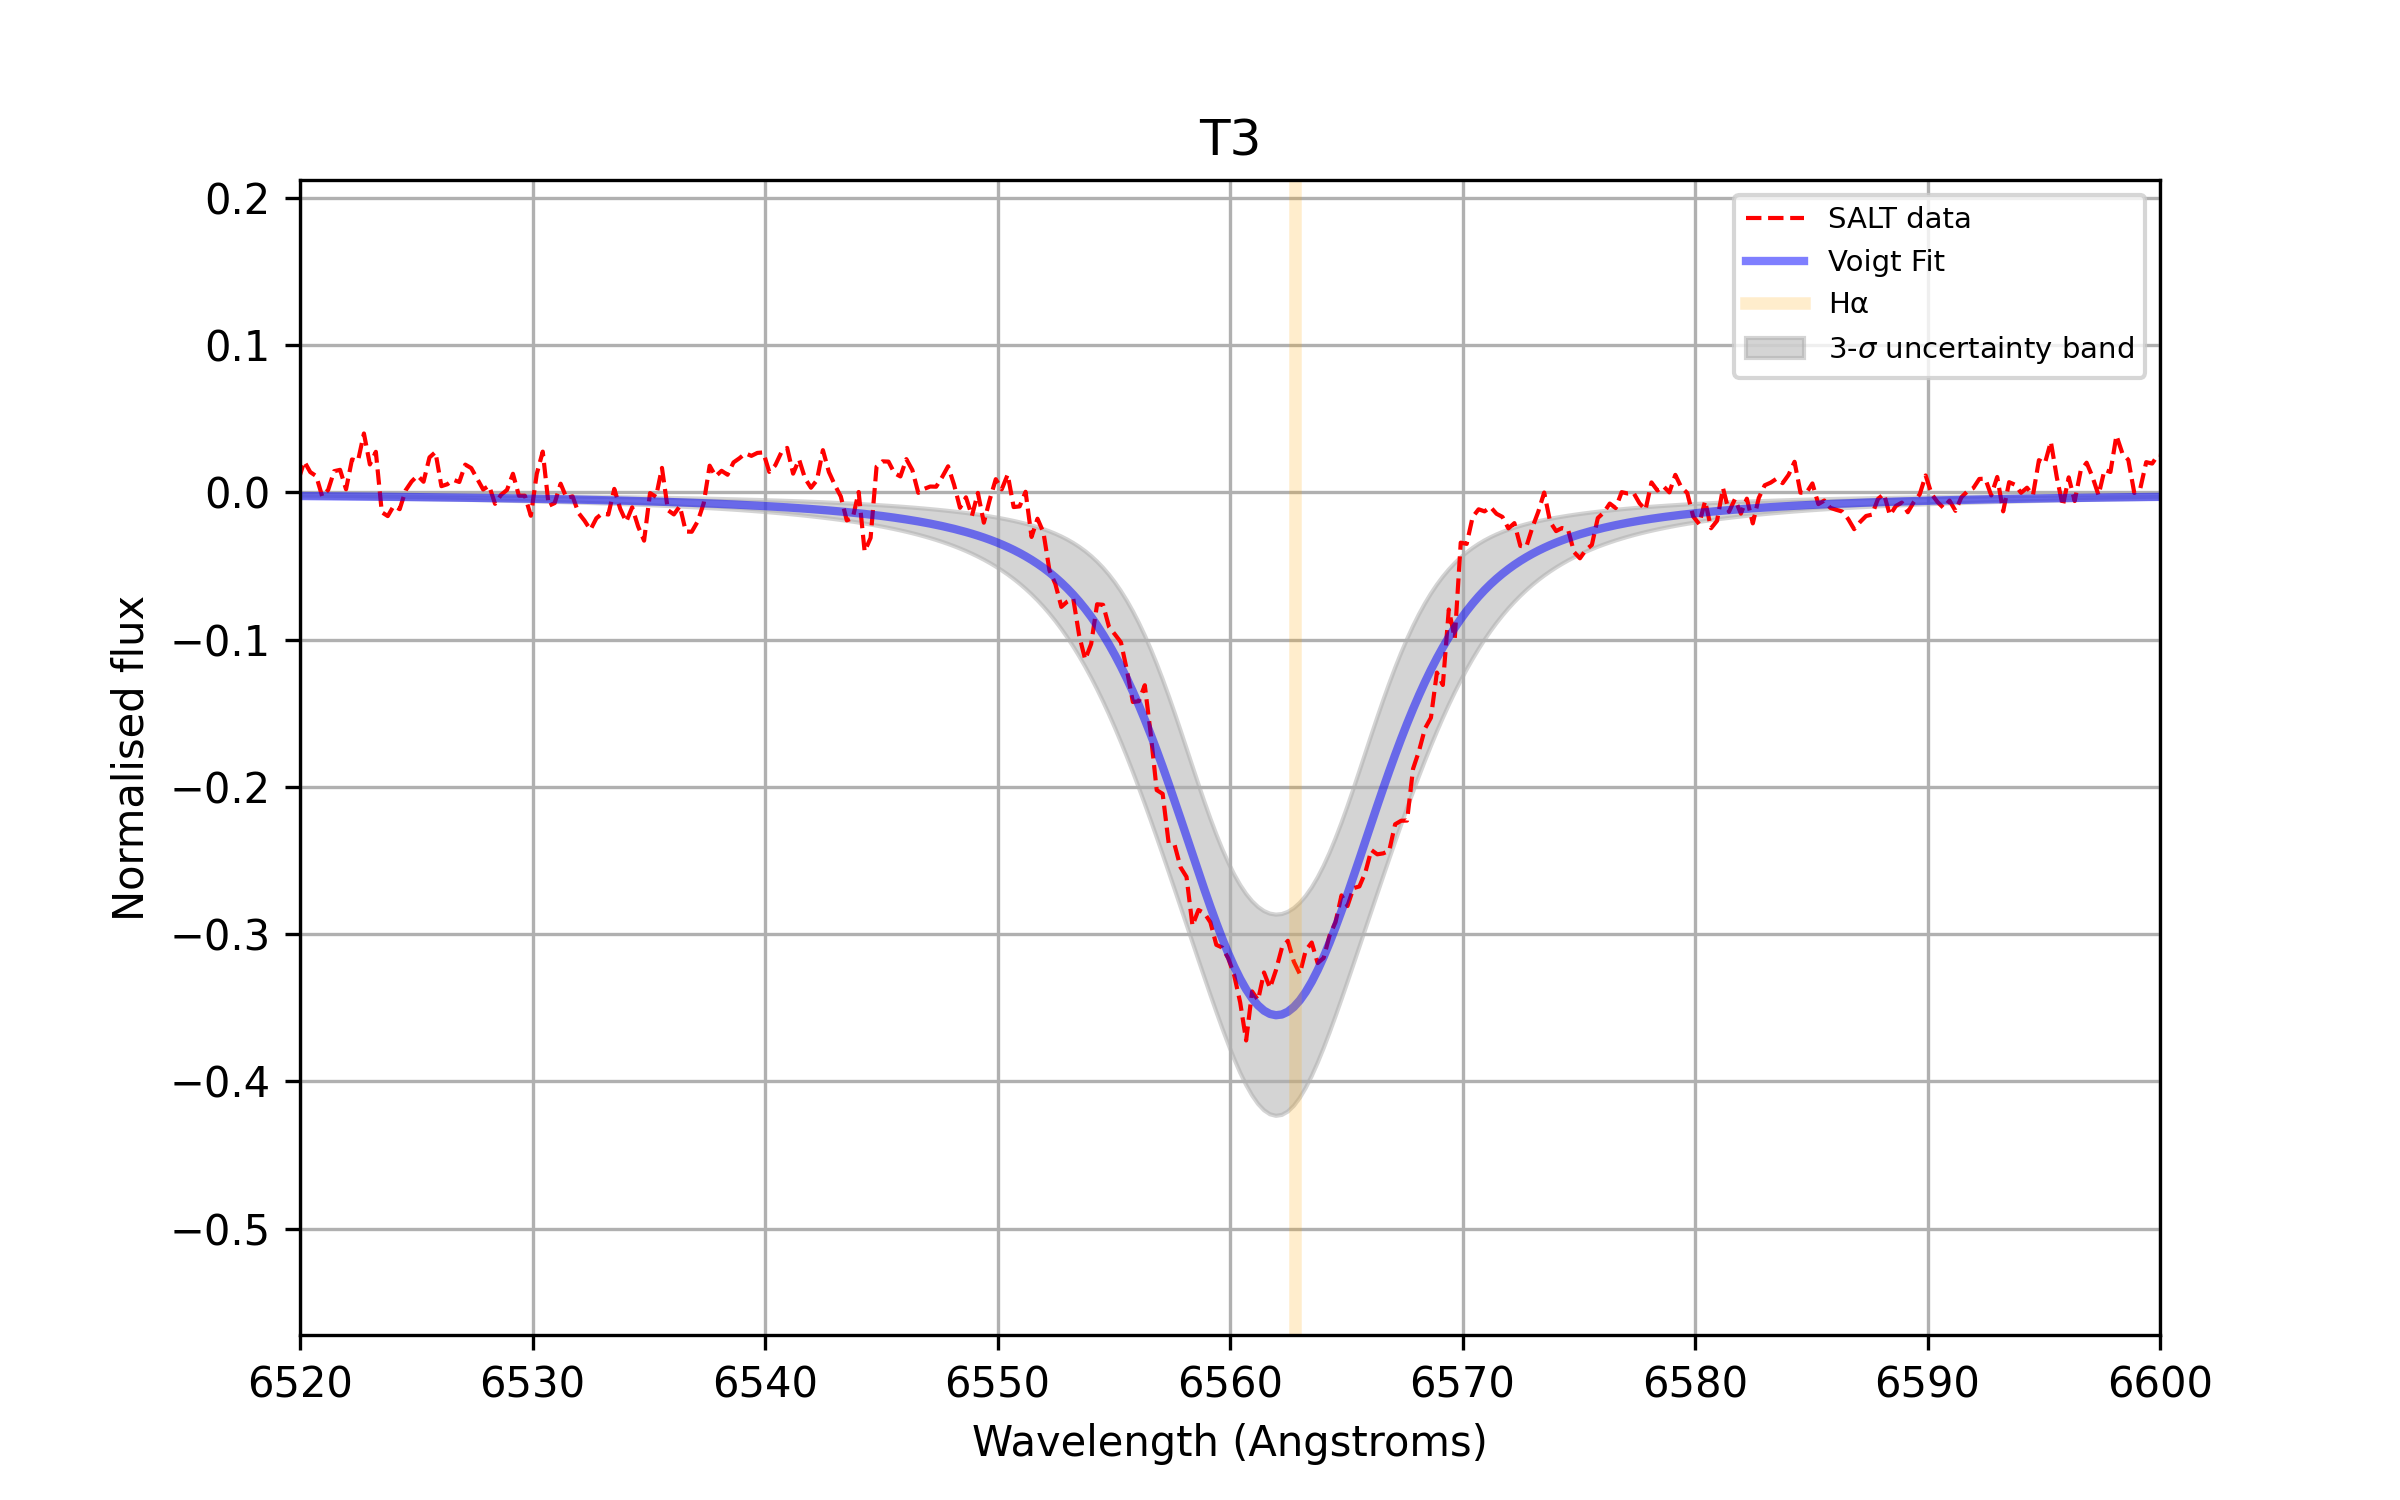 T3
0.2
0.1
0.0
−0.1
−0.2
−0.3
−0.4
−0.5
Normalised flux
SALT data
Voigt Fit
Hα
3-σ uncertainty band
6520 6530 6540 6550 6560 6570 6580 6590 6600
Wavelength (Angstroms)